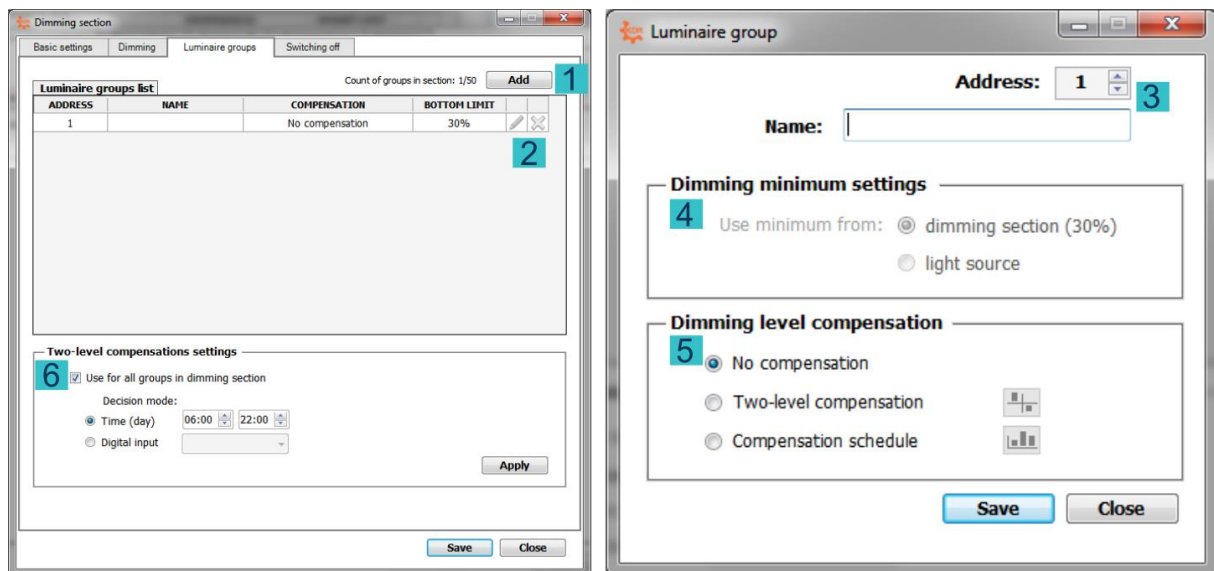 Dimming section
Basic settings Dimming Luminaire groups Switching off
Count of groups in section: 1/50 Add 1
Luminaire groups list
ADDRESS NAME COMPENSATION BOTTOM LIMIT
1 No compensation 30%
2
Two-level compensations settings
6 Use for all groups in dimming section
Decision mode:
Time (day) 06:00 22:00
Digital input
Apply
Save Close
Luminaire group
Address: 1 3
Name:
Dimming minimum settings
4 Use minimum from: dimming section (30%)
light source
Dimming level compensation
5 No compensation
Two-level compensation
Compensation schedule
Save Close